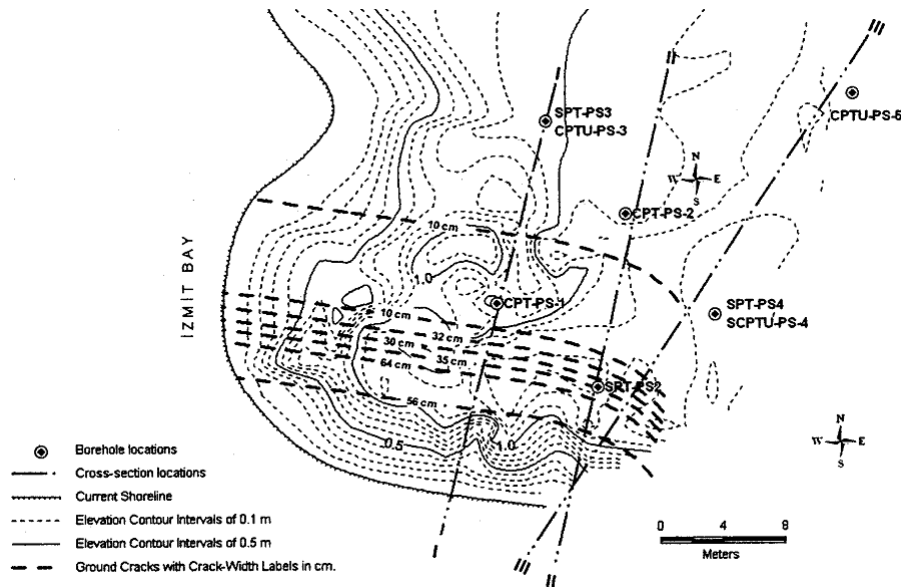 III
II
I
SPT-PS3
CPTU-PS-3
CPTU-PS-5
N
W E
S
CPT-PS-2
10 cm
1.0
IZMIT BAY
CPT-PS-1
SPT-PS4
SCPTU-PS-4
10 cm
32 cm
30 cm
35 cm
64 cm
SPT-PS2
56 cm
0.5
1.0
N
W E
S
Borehole locations
Cross-section locations
Current Shoreline
Elevation Contour Intervals of 0.1 m
Elevation Contour Intervals of 0.5 m
Ground Cracks with Crack-Width Labels in cm.
0 4 8
Meters
I
III
II